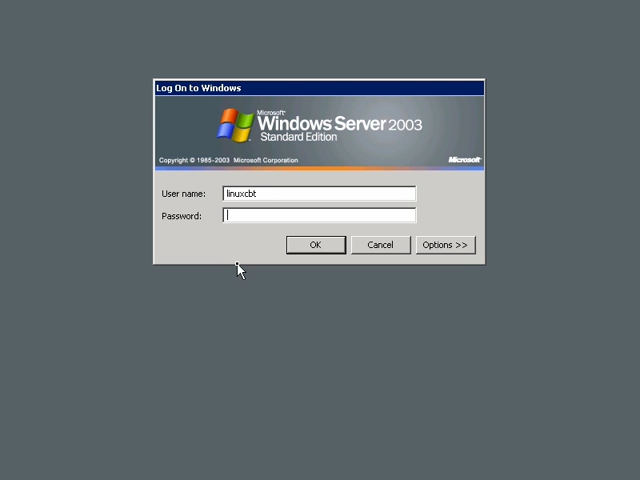 Log On to Windows
Microsoft®
Windows Server 2003
Standard Edition
Copyright © 1985-2003 Microsoft Corporation Microsoft®
User name: linuxcbt
Password:
OK Cancel Options >>